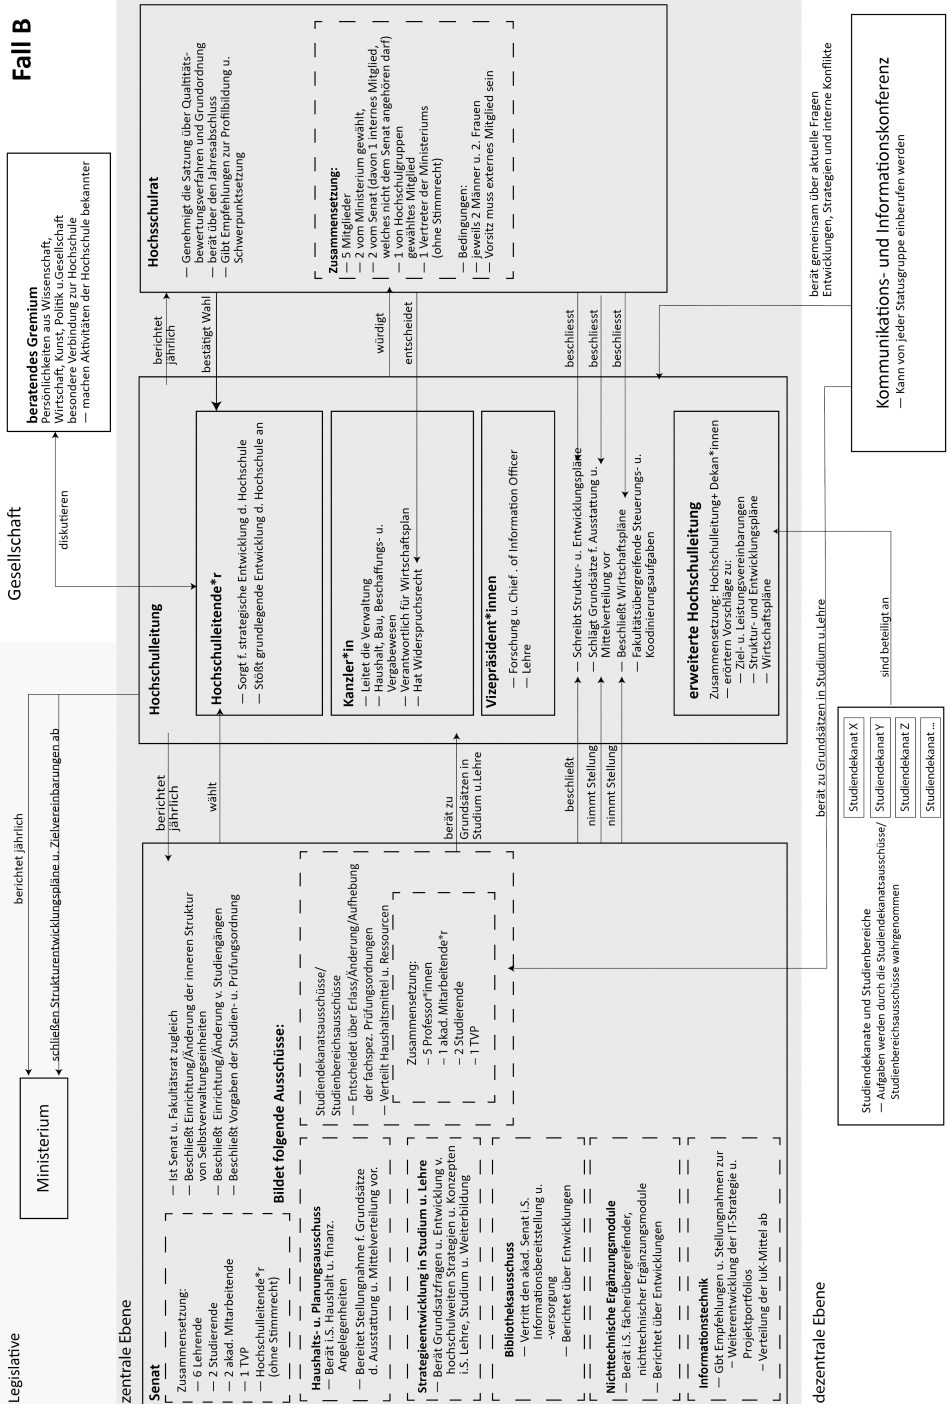 Fall B
Legislative
Gesellschaft
Ministerium
berichtet jährlich
schließen Strukturentwicklungspläne u. Zielvereinbarungen ab
beratendes Gremium
Persönlichkeiten aus Wissenschaft,
Wirtschaft, Kunst, Politik u.Gesellschaft
besondere Verbindung zur Hochschule
— machen Aktivitäten der Hochschule bekannter
diskutieren
zentrale Ebene
Senat
Zusammensetzung:
— 6 Lehrende
— 2 Studierende
— 2 akad. MItarbeitende
— 1 TVP
— Hochschulleitende*r
(ohne Stimmrecht)
— Ist Senat u. Fakultätsrat zugleich
— Beschließt Einrichtung/Änderung der inneren Struktur
von Selbstverwaltungseinheiten
— Beschließt Einrichtung/Änderung v. Studiengängen
— Beschließt Vorgaben der Studien- u. Prüfungsordnung
Bildet folgende Ausschüsse:
Haushalts- u. Planungsausschuss
— Berät i.S. Haushalt u. finanz.
Angelegenheiten
— Bereitet Stellungnahme f. Grundsätze
d. Ausstattung u. Mittelverteilung vor.
Strategieentwicklung in Studium u. Lehre
— Berät Grundsatzfragen u. Entwicklung v.
hochschulweiten Strategien u. Konzepten
i.S. Lehre, Studium u. Weiterbildung
Bibliotheksausschuss
— Vertritt den akad. Senat i.S.
Informationsbereitstellung u.
-versorgung
— Berichtet über Entwicklungen
Nichttechnische Ergänzungsmodule
— Berät i.S. fächerübergreifender,
nichttechnischer Ergänzungsmodule
— Berichtet über Entwicklungen
Informationstechnik
— Gbt Empfehlungen u. Stellungnahmen zur
— Weiterentwicklung der IT-Strategie u.
Projektportfolios
— Verteilung der IuK-Mittel ab
Studiendekanatsausschüsse/
Studienbereichsausschüsse
— Entscheidet über Erlass/Änderung/Aufhebung
der fachspez. Prüfungsordnungen
— Verteilt Haushaltsmittel u. Ressourcen
Zusammensetzung:
— 5 Professor*innen
— 1 akad. Mitarbeitende*r
— 2 Studierende
— 1 TVP
berichtet
jährlich
wählt
berät zu
Grundsätzen in
Studium u.Lehre
beschließt
nimmt Stellung
nimmt Stellung
Hochschulleitung
Hochschulleitende*r
— Sorgt f. strategische Entwicklung d. Hochschule
— Stößt grundlegende Entwicklung d. Hochschule an
Kanzler*in
— Leitet die Verwaltung
— Haushalt, Bau, Beschaffungs- u.
Vergabewesen
— Verantwortlich für Wirtschaftsplan
— Hat Widerspruchsrecht
Vizepräsident*innen
— Forschung u. Chief . of Information Officer
— Lehre
— Schreibt Struktur- u. Entwicklungspläne
— Schlägt Grundsätze f. Ausstattung u.
Mittelverteilung vor
— Beschließt Wirtschaftspläne
— Fakultätsübergreifende Steuerungs- u.
Koodinierungsaufgaben
erweiterte Hochschulleitung
Zusammensetzung: Hochschulleitung+ Dekan*innen
— erörtern Vorschläge zu:
— Ziel- u. Leistungsvereinbarungen
— Struktur- und Entwicklungspläne
— Wirtschaftspläne
berichtet
jährlich
bestätigt Wahl
würdigt
entscheidet
beschliesst
beschliesst
beschliesst
Hochsschulrat
— Genehmigt die Satzung über Qualtitäts-
bewertungsverfahren und Grundordnung
— berät über den Jahresabschluss
— Gibt Empfehlungen zur Profilbildung u.
Schwerpunktsetzung
Zusammensetzung:
— 5 Mitglieder
— 2 vom Ministerium gewählt,
— 2 vom Senat (davon 1 internes Mitglied,
welches nicht dem Senat angehören darf)
— 1 von Hochschulgruppen
gewähltes Mitglied
— 1 Vertreter der Ministeriums
(ohne Stimmrecht)
— Bedingungen:
— jeweils 2 Männer u. 2. Frauen
— Vorsitz muss externes Mitglied sein
dezentrale Ebene
berät zu Grundsätzen in Studium u.Lehre
berät gemeinsam über aktuelle Fragen
Entwicklungen, Strategien und interne Konflikte
Studiendekanate und Studienbereiche
— Aufgaben werden durch die Studiendekanatsausschüsse/
Studienbereichsausschüsse wahrgenommen
Studiendekanat X
Studiendekanat Y
Studiendekanat Z
Studiendekanat ...
sind beteiligt an
Kommunikations- und Informationskonferenz
— Kann von jeder Statusgruppe einberufen werden